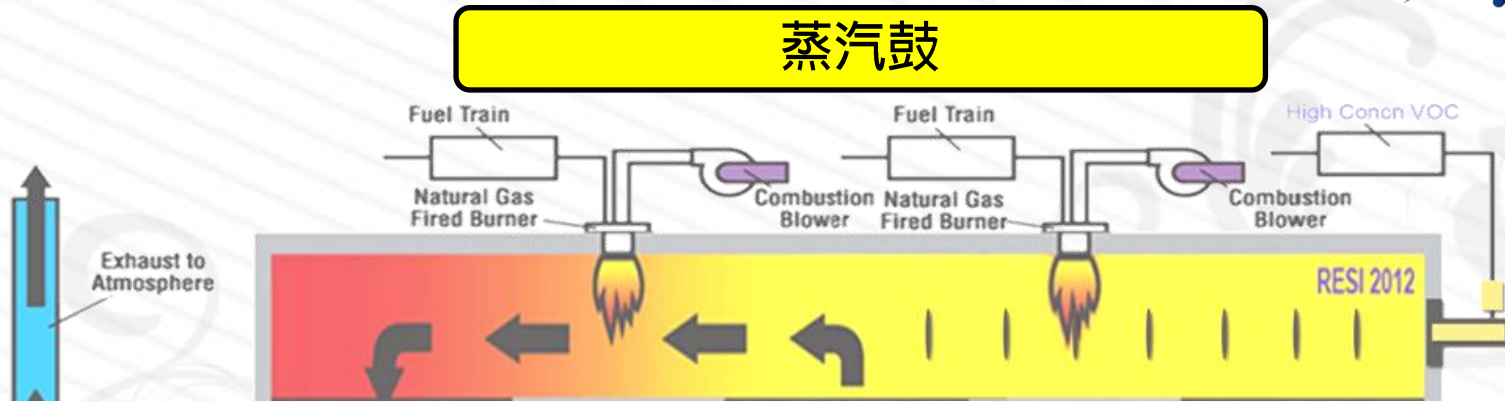 蒸汽鼓
Fuel Train
Fuel Train
High Concn VOC
Natural Gas
Fired Burner
Combustion
Blower
Natural Gas
Fired Burner
Combustion
Blower
Exhaust to
Atmosphere
RESI 2012